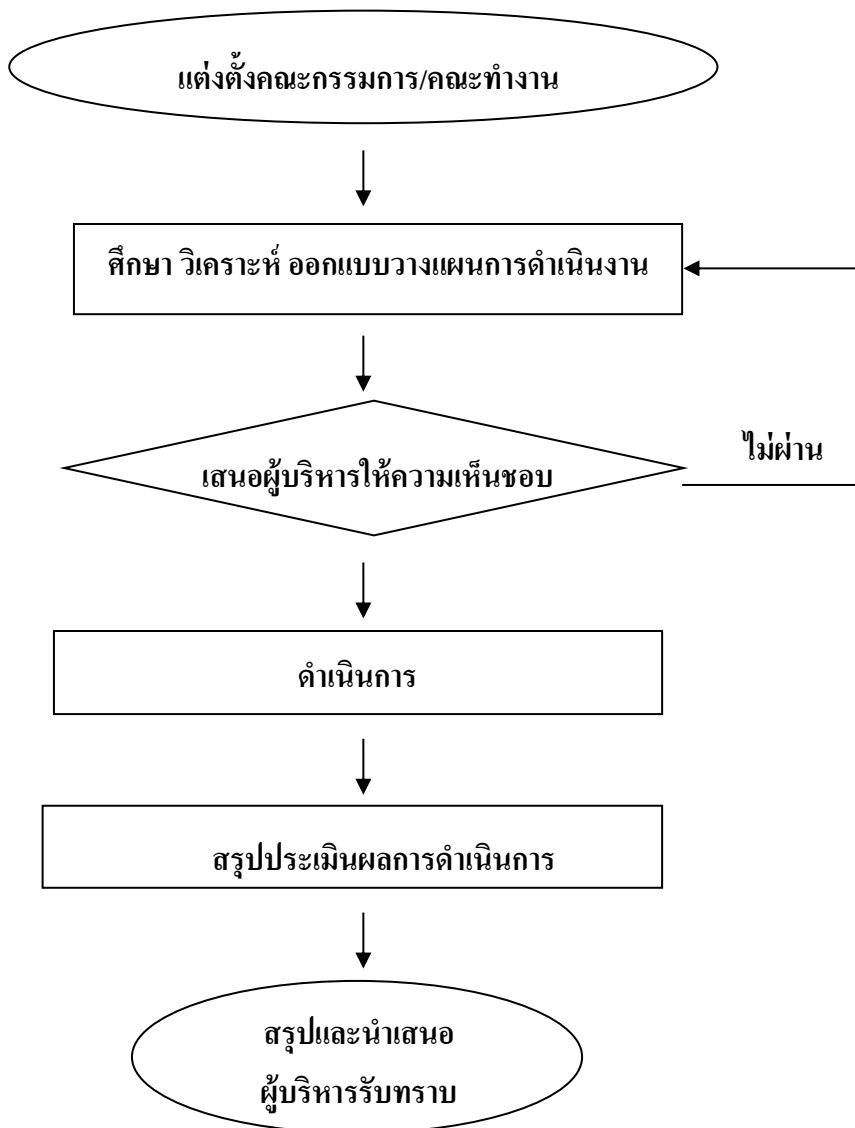 แต่งตั้งคณะกรรมการ/คณะทำงาน
ศึกษา วิเคราะห์ ออกแบบวางแผนการดำเนินงาน
ไม่ผ่าน
เสนอผู้บริหารให้ความเห็นชอบ
ดำเนินการ
สรุปประเมินผลการดำเนินการ
สรุปและนำเสนอ
ผู้บริหารรับทราบ